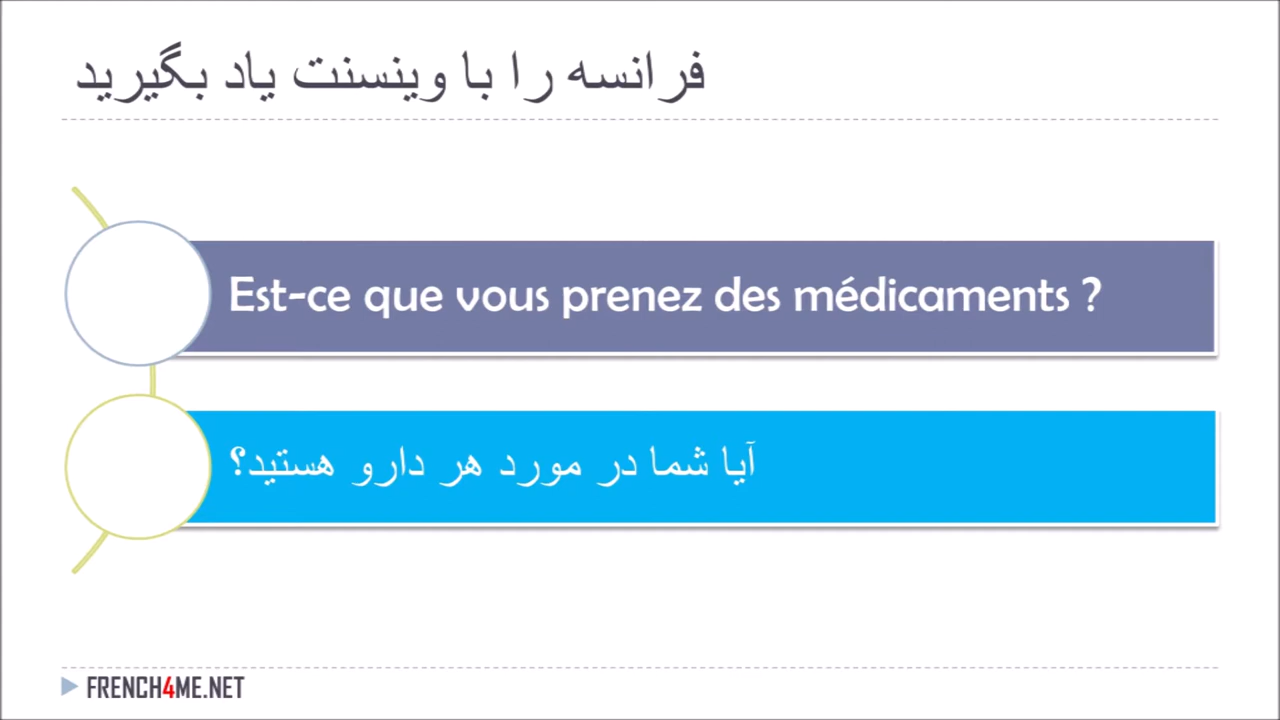 فرانسه را با وینسنت یاد بگیرید
Est-ce que vous prenez des médicaments ?
آیا شما در مورد هر دارو هستید؟
FRENCH4ME.NET